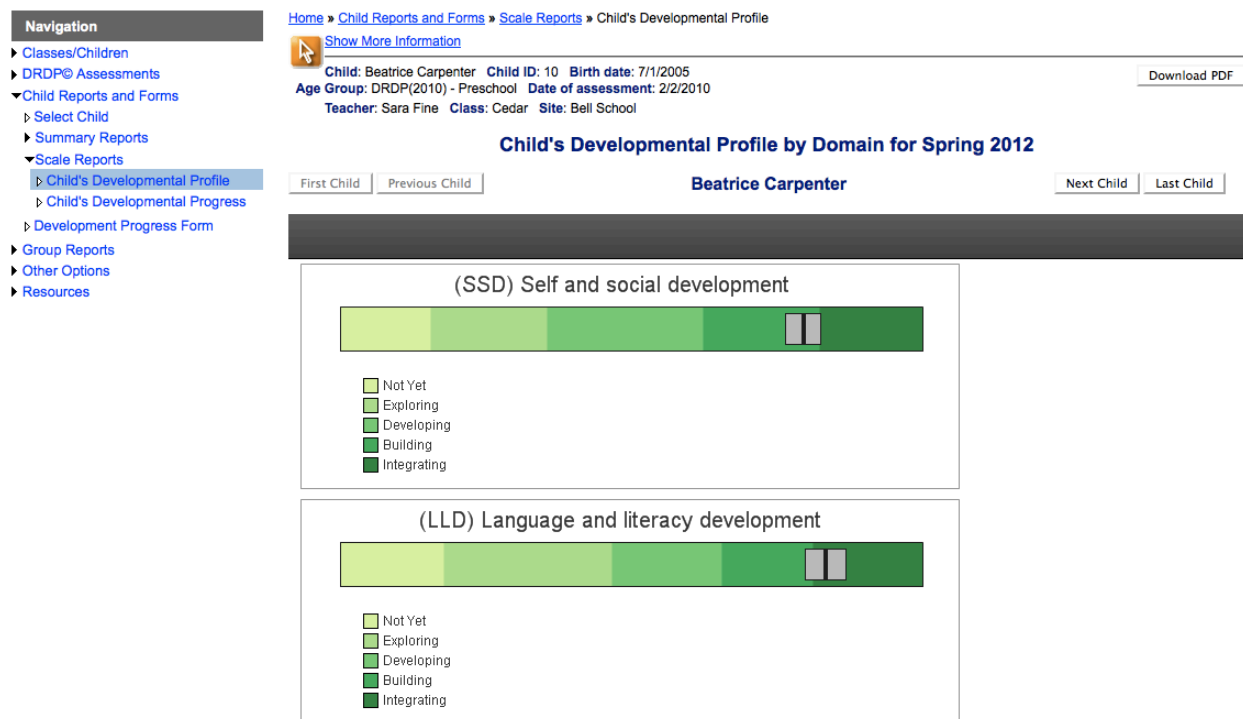 Navigation
Classes/Children
DRDP© Assessments
Child Reports and Forms
Select Child
Summary Reports
Scale Reports
Child's Developmental Profile
Child's Developmental Progress
Development Progress Form
Group Reports
Other Options
Resources
Home » Child Reports and Forms » Scale Reports » Child's Developmental Profile
Show More Information
Child: Beatrice Carpenter Child ID: 10 Birth date: 7/1/2005
Age Group: DRDP(2010) - Preschool Date of assessment: 2/2/2010
Teacher: Sara Fine Class: Cedar Site: Bell School
Download PDF
Child's Developmental Profile by Domain for Spring 2012
First Child Previous Child Beatrice Carpenter Next Child Last Child
(SSD) Self and social development
Not Yet
Exploring
Developing
Building
Integrating
(LLD) Language and literacy development
Not Yet
Exploring
Developing
Building
Integrating